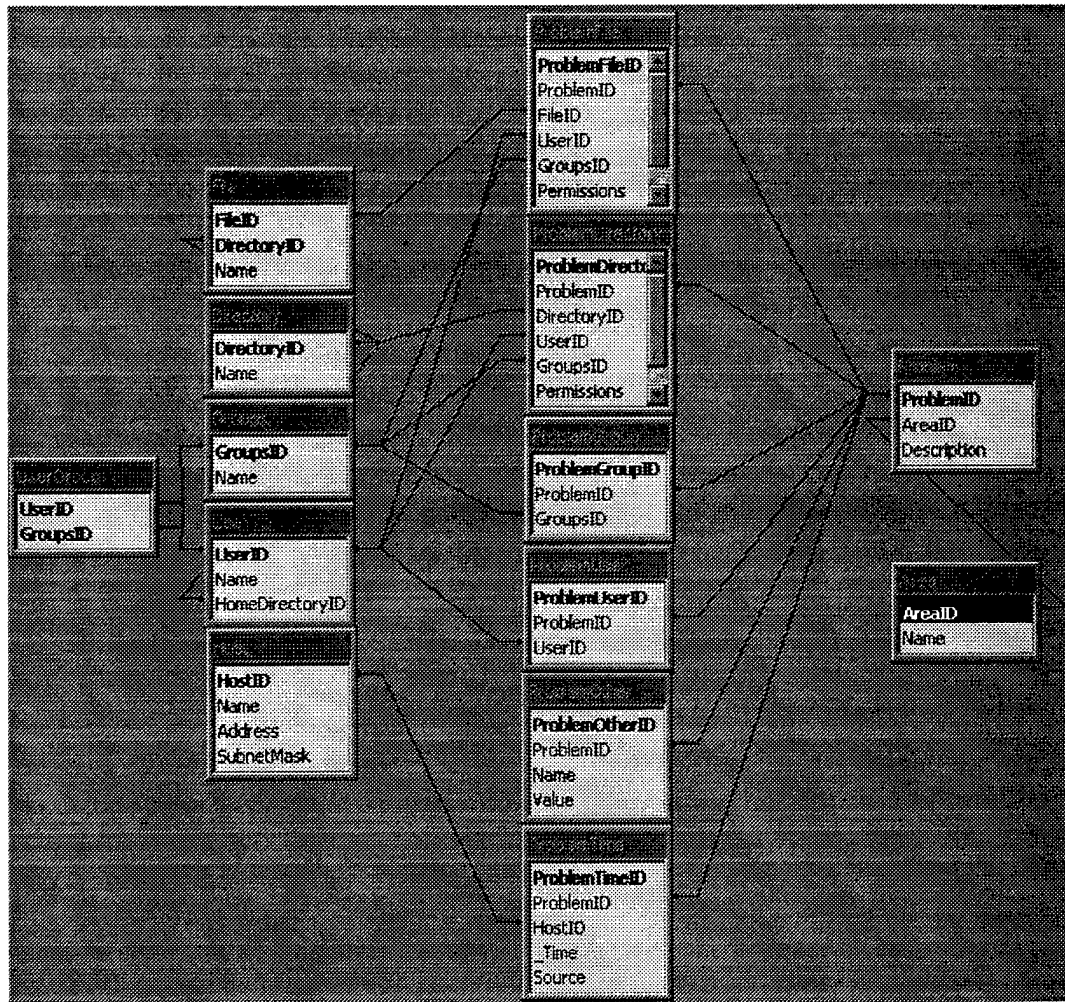 UserID
GroupsID
FileID
DirectoryID
Name
DirectoryID
Name
GroupsID
Name
UserID
Name
HomeDirectoryID
HostID
Name
Address
SubnetMask
ProblemFileID
ProblemID
FileID
UserID
GroupsID
Permissions
ProblemDirect
ProblemID
DirectoryID
UserID
GroupsID
Permissions
ProblemGroupID
ProblemID
GroupsID
ProblemUserID
ProblemID
UserID
ProblemOtherID
ProblemID
Name
Value
ProblemTimeID
ProblemID
HostID
_Time
Source
ProblemID
AreaID
Description
AreaID
Name